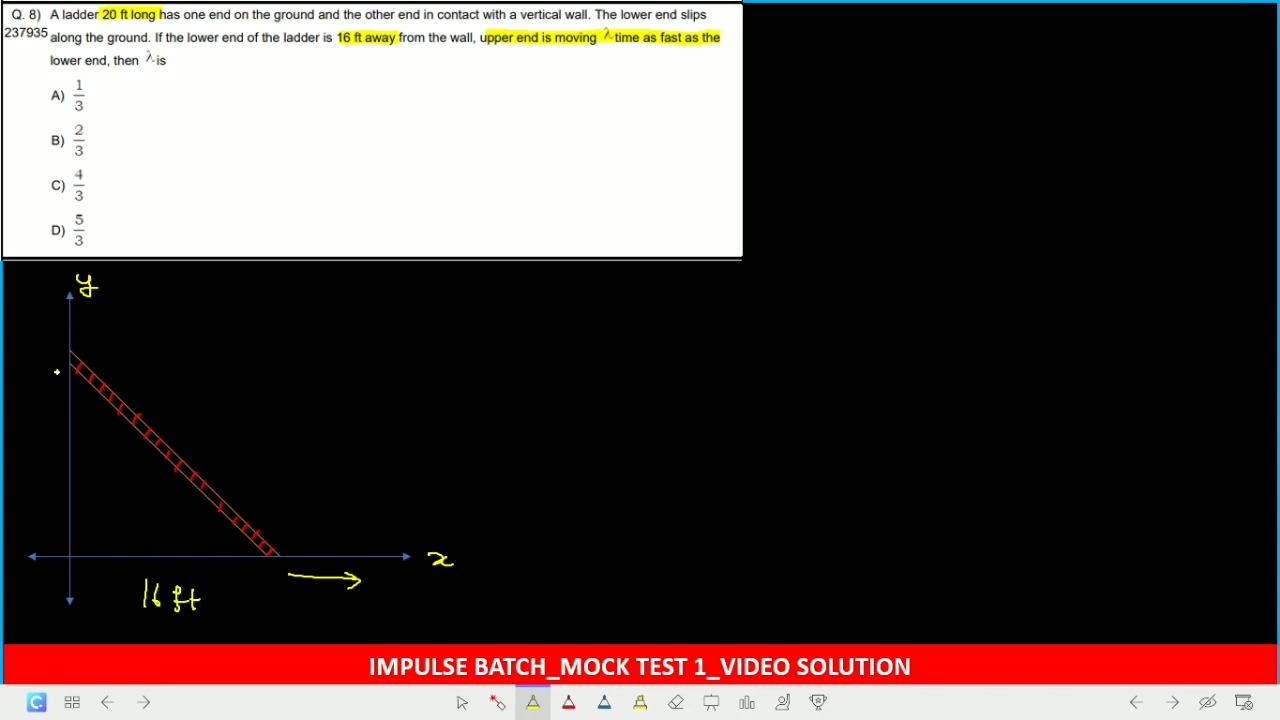 Q. 8) A ladder 20 ft long has one end on the ground and the other end in contact with a vertical wall. The lower end slips
237935 along the ground. If the lower end of the ladder is 16 ft away from the wall, upper end is moving λ time as fast as the
lower end, then λ is
A) 1/3
B) 2/3
C) 4/3
D) 5/3
y
x
16 ft
IMPULSE BATCH_MOCK TEST 1_VIDEO SOLUTION